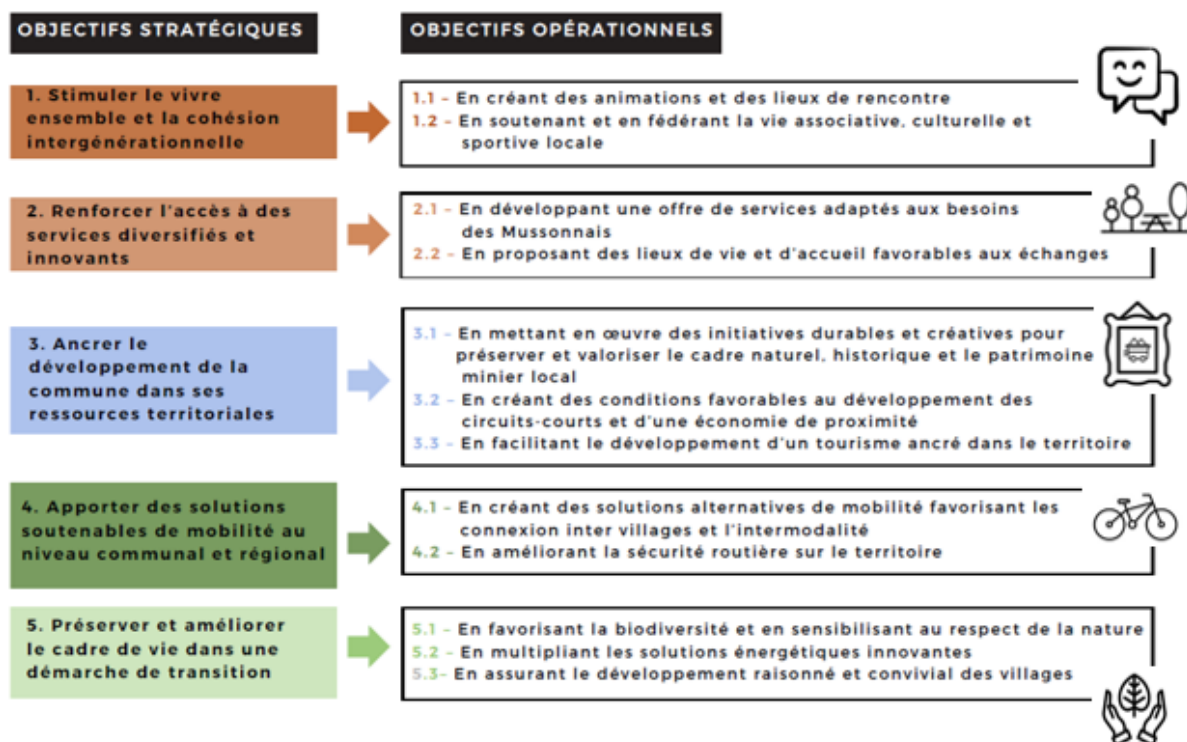 OBJECTIFS STRATÉGIQUES
OBJECTIFS OPÉRATIONNELS
1. Stimuler le vivre
ensemble et la cohésion
intergénérationnelle
1.1 – En créant des animations et des lieux de rencontre
1.2 – En soutenant et en fédérant la vie associative, culturelle et
sportive locale
2. Renforcer l'accès à des
services diversifiés et
innovants
2.1 – En développant une offre de services adaptés aux besoins
des Mussonnais
2.2 – En proposant des lieux de vie et d'accueil favorables aux échanges
3. Ancrer le
développement de la
commune dans ses
ressources territoriales
3.1 – En mettant en œuvre des initiatives durables et créatives pour
préserver et valoriser le cadre naturel, historique et le patrimoine
minier local
3.2 – En créant des conditions favorables au développement des
circuits-courts et d'une économie de proximité
3.3 – En facilitant le développement d'un tourisme ancré dans le territoire
4. Apporter des solutions
soutenables de mobilité au
niveau communal et régional
4.1 – En créant des solutions alternatives de mobilité favorisant les
connexion inter villages et l'intermodalité
4.2 – En améliorant la sécurité routière sur le territoire
5. Préserver et améliorer
le cadre de vie dans une
démarche de transition
5.1 – En favorisant la biodiversité et en sensibilisant au respect de la nature
5.2 – En multipliant les solutions énergétiques innovantes
5.3– En assurant le développement raisonné et convivial des villages